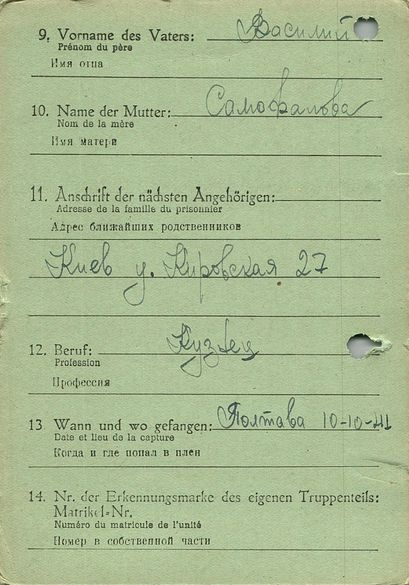 9. Vorname des Vaters: Василий
Prénom du père
Имя отца
10. Name der Mutter: Самофалова
Nom de la mère
Имя матери
11. Anschrift der nächsten Angehörigen:
Adresse de la famille du prisonnier
Адрес ближайших родственников
Киев у. Кировская 27
12. Beruf: Кузнец
Profession
Профессия
13. Wann und wo gefangen: Полтава 10-10-41
Date et lieu de la capture
Когда и где попал в плен
14. Nr. der Erkennungsmarke des eigenen Truppenteils:
Matrikel-Nr.
Numéro du matricule de l'unité
Номер в собственной части